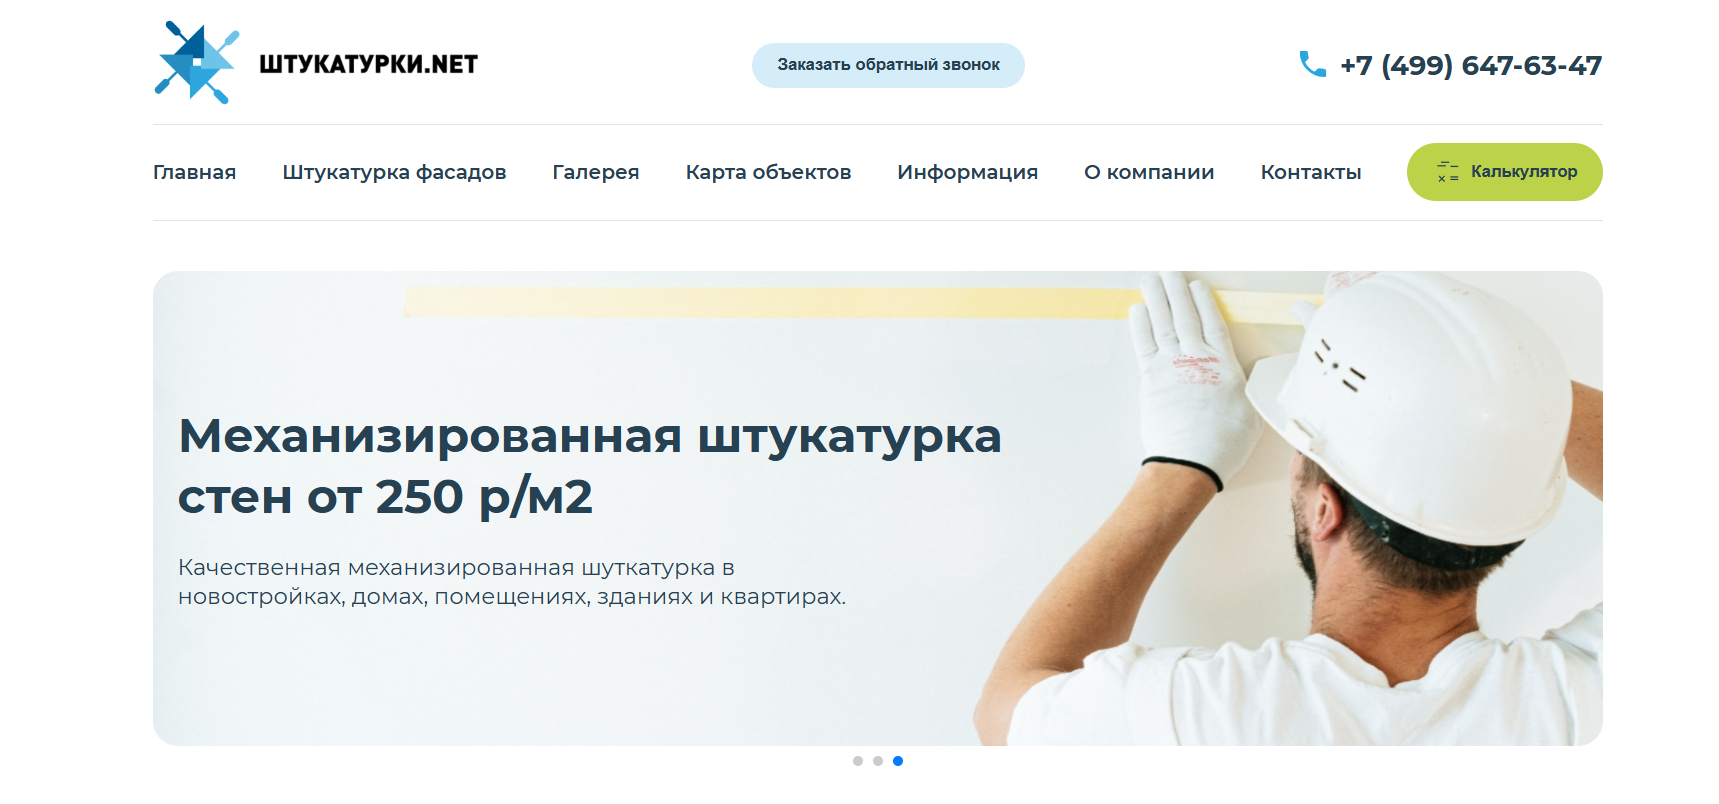 ШТУКАТУРКИ.NET
Заказать обратный звонок
+7 (499) 647-63-47
Главная
Штукатурка фасадов
Галерея
Карта объектов
Информация
О компании
Контакты
Калькулятор
Механизированная штукатурка
стен от 250 р/м2
Качественная механизированная шуткатурка в
новостройках, домах, помещениях, зданиях и квартирах.